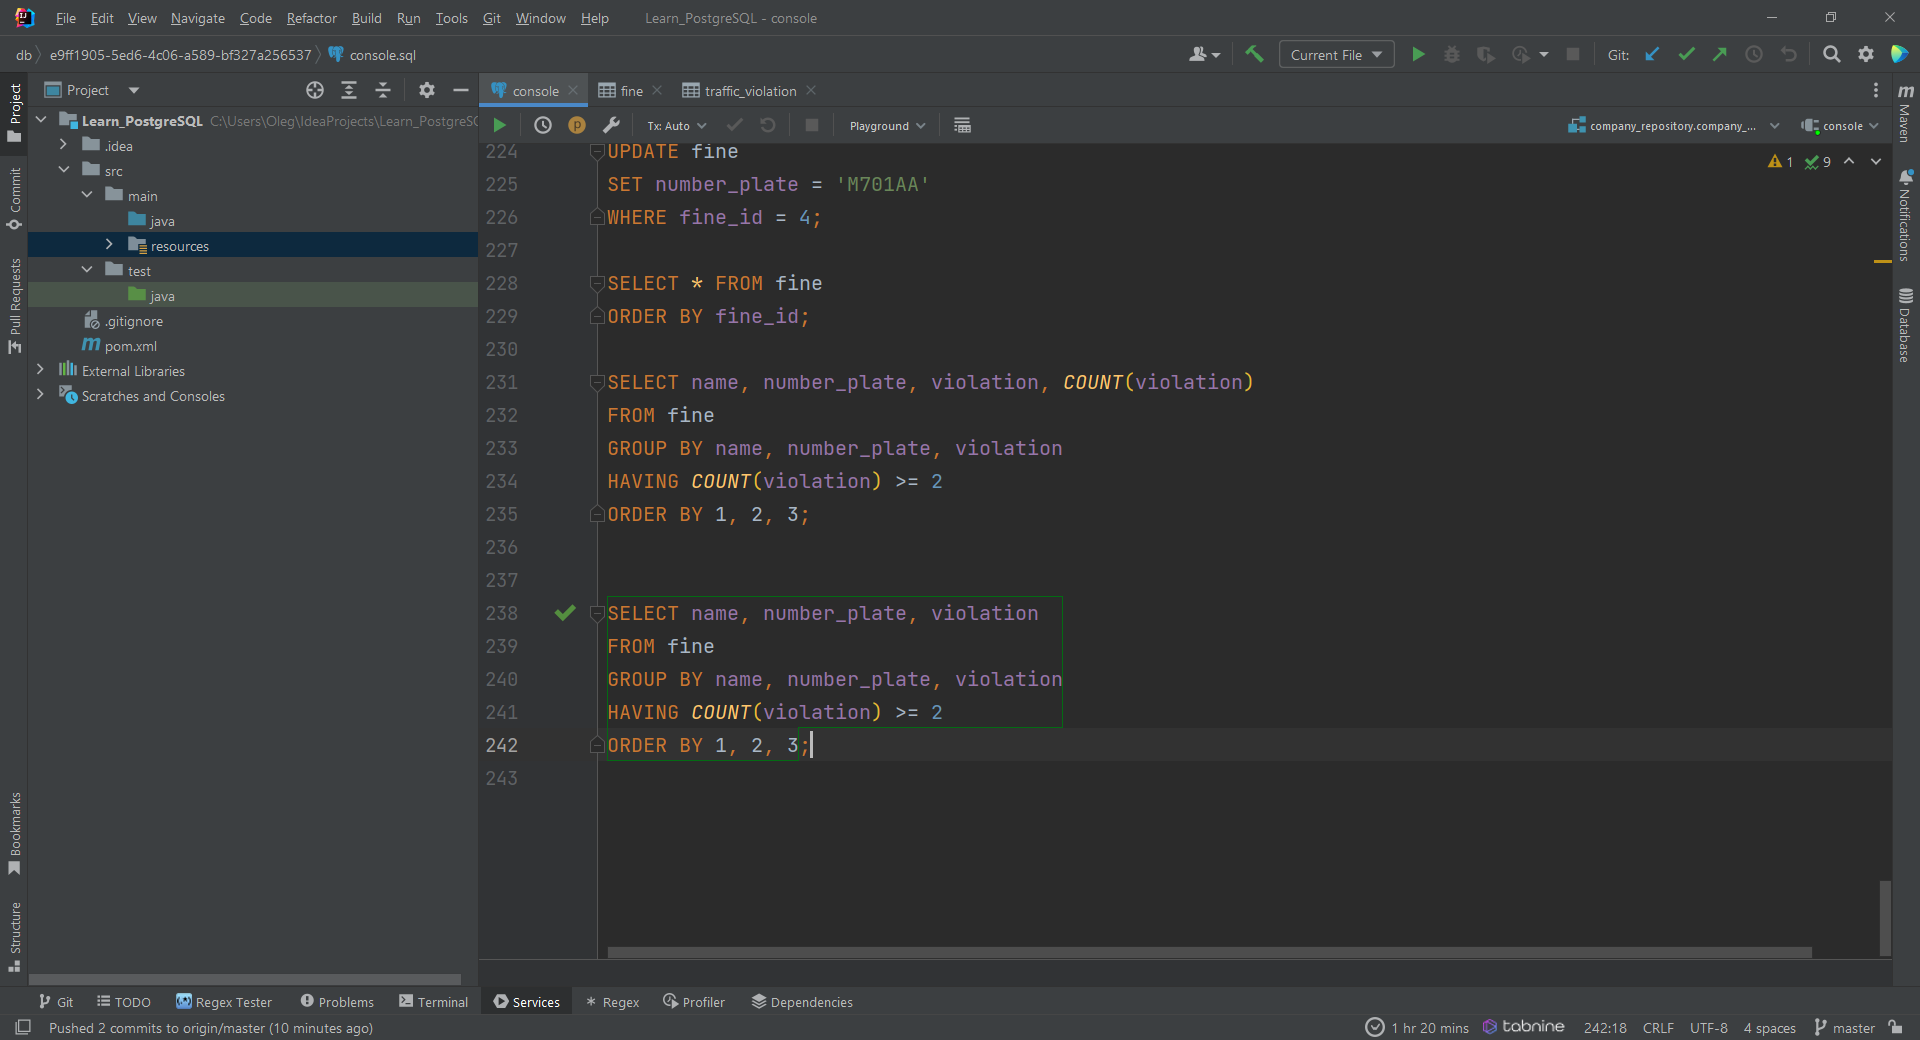 File Edit View Navigate Code Refactor Build Run Tools Git Window Help Learn_PostgreSQL - console
db e9ff1905-5ed6-4c06-a589-bf327a256537 console.sql Current File Git:
Project
console fine traffic_violation
Tx: Auto Playground company_repository.company_... console
Learn_PostgreSQL C:\Users\Oleg\IdeaProjects\Learn_PostgreSQ
.idea
src
main
java
resources
test
java
.gitignore
pom.xml
External Libraries
Scratches and Consoles
Project
Commit
Pull Requests
Bookmarks
Structure
1 9
224 UPDATE fine
225 SET number_plate = 'M701AA'
226 WHERE fine_id = 4;
227
228 SELECT * FROM fine
229 ORDER BY fine_id;
230
231 SELECT name, number_plate, violation, COUNT(violation)
232 FROM fine
233 GROUP BY name, number_plate, violation
234 HAVING COUNT(violation) >= 2
235 ORDER BY 1, 2, 3;
236
237
238 SELECT name, number_plate, violation
239 FROM fine
240 GROUP BY name, number_plate, violation
241 HAVING COUNT(violation) >= 2
242 ORDER BY 1, 2, 3;
243
m Maven
Notifications
Database
Git TODO Regex Tester Problems Terminal Services Regex Profiler Dependencies
Pushed 2 commits to origin/master (10 minutes ago) 1 hr 20 mins tabnine 242:18 CRLF UTF-8 4 spaces master